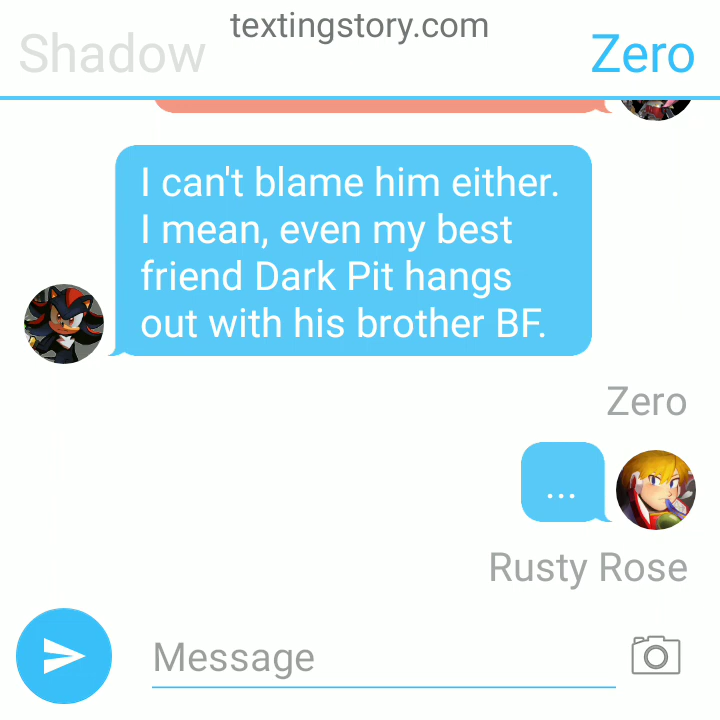 textingstory.com
Shadow
Zero
I can't blame him either.
I mean, even my best
friend Dark Pit hangs
out with his brother BF.
Zero
...
Rusty Rose
Message